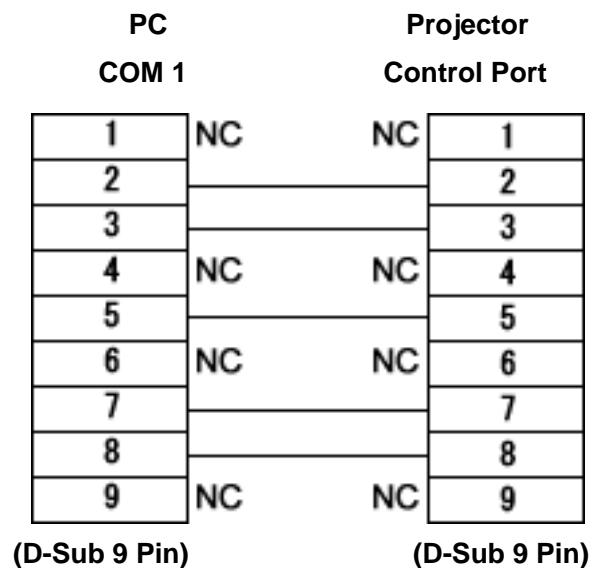 PC Projector
COM 1 Control Port
1 NC NC 1
2 2
3 3
4 NC NC 4
5 5
6 NC NC 6
7 7
8 8
9 NC NC 9
(D-Sub 9 Pin) (D-Sub 9 Pin)